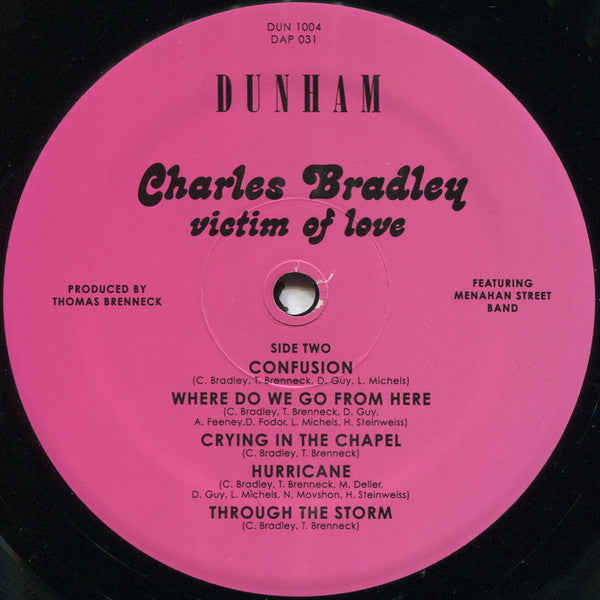 DUN 1004
DAP 031
DUNHAM
Charles Bradley
victim of love
PRODUCED BY
THOMAS BRENNECK
FEATURING
MENAHAN STREET
BAND
SIDE TWO
CONFUSION
(C. Bradley, T. Brenneck, D. Guy, L. Michels)
WHERE DO WE GO FROM HERE
(C. Bradley, T. Brenneck, D. Guy,
A. Feeney,D. Fodor, L. Michels, H. Steinweiss)
CRYING IN THE CHAPEL
(C. Bradley, T. Brenneck)
HURRICANE
(C. Bradley, T. Brenneck, M. Deller,
D. Guy, L. Michels, N. Movshon, H. Steinweiss)
THROUGH THE STORM
(C. Bradley, T. Brenneck)